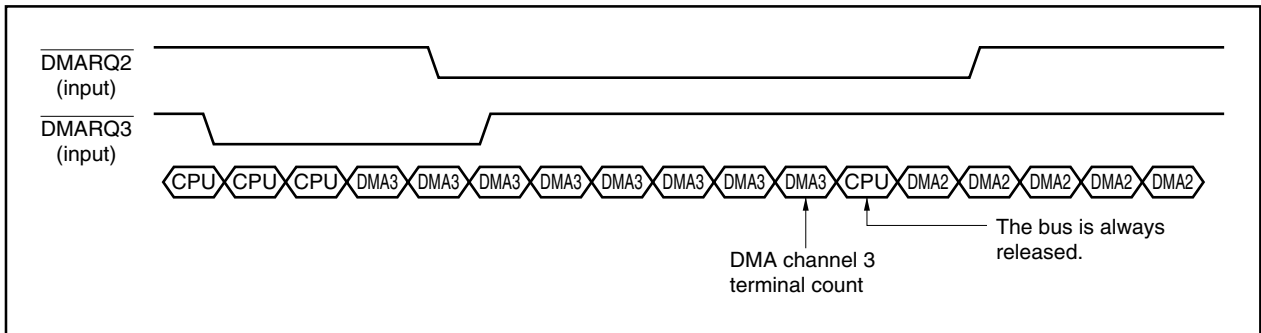 DMARQ2
(input)
DMARQ3
(input)
CPU CPU CPU DMA3 DMA3 DMA3 DMA3 DMA3 DMA3 DMA3 DMA3 CPU DMA2 DMA2 DMA2 DMA2 DMA2
The bus is always
released.
DMA channel 3
terminal count